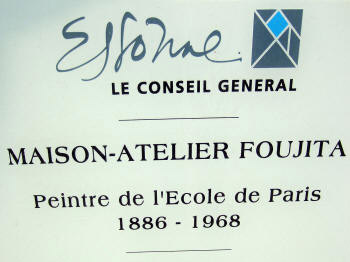 Essonne
LE CONSEIL GENERAL
MAISON-ATELIER FOUJITA
Peintre de l'Ecole de Paris
1886 - 1968